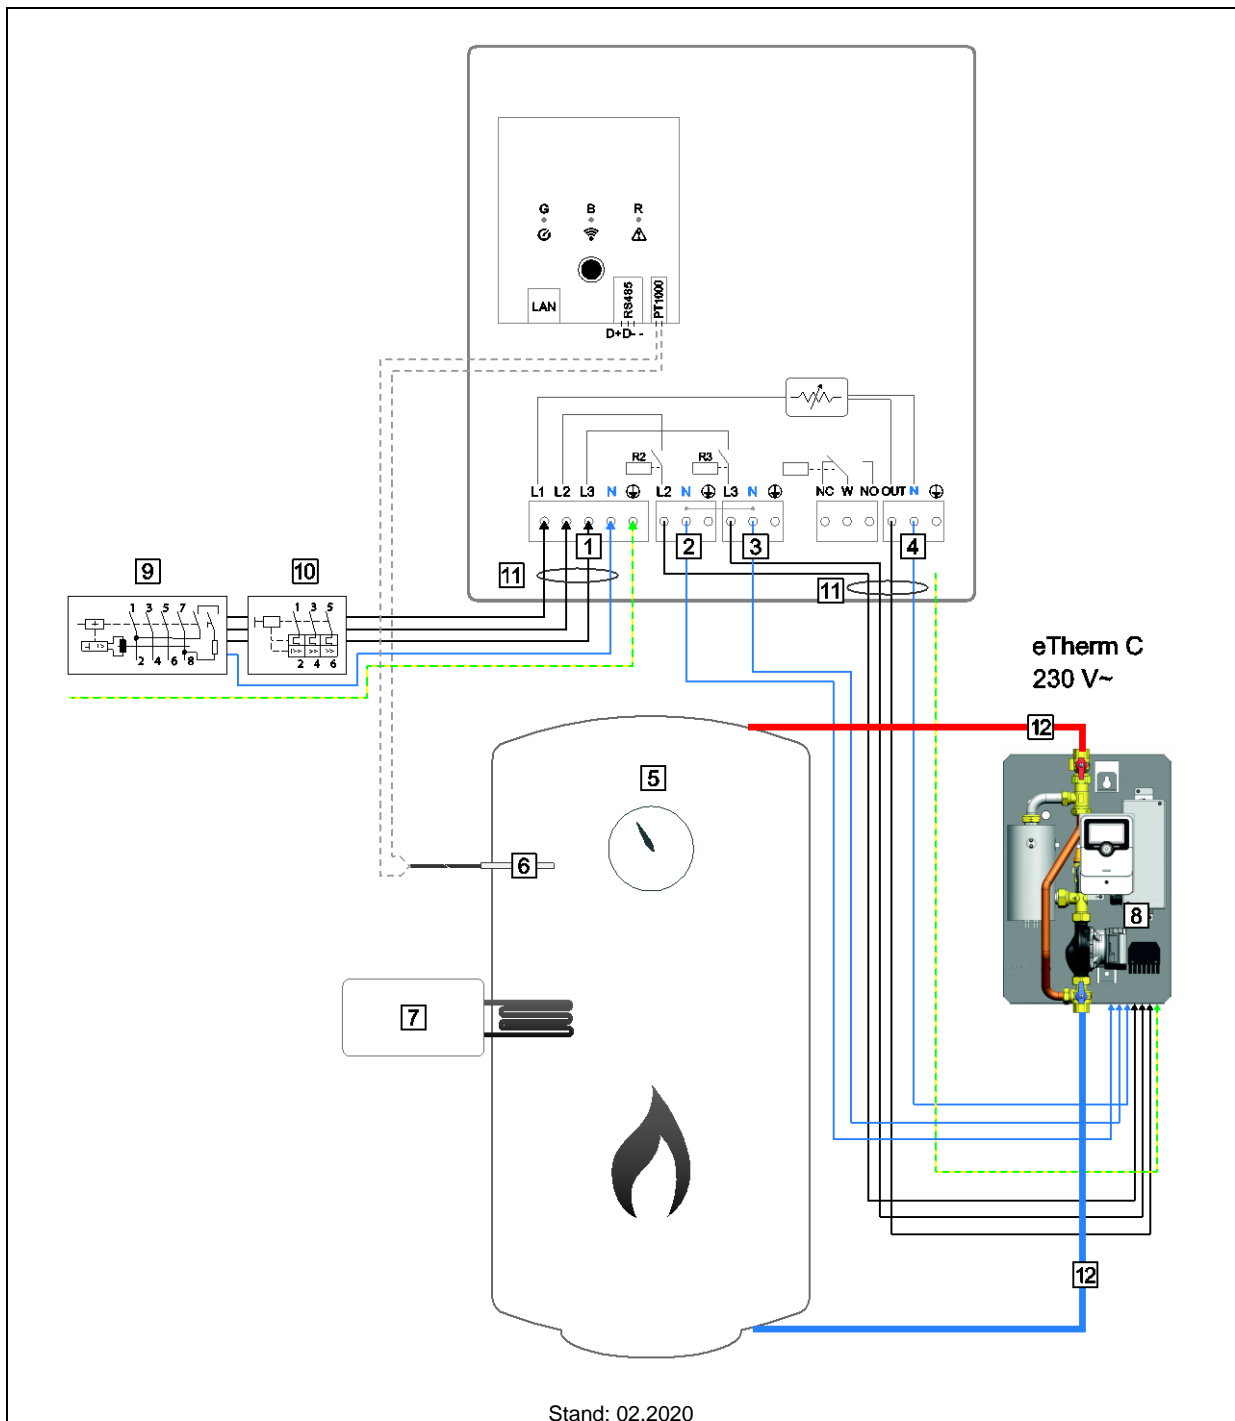 G B R
LAN
RS485
PT1000
D+D- -
R2 R3
L1 L2 L3 N L2 N L3 N NC W NO OUT N
1 2 3 4
11
11
9 10
1 3 5 7
2 4 6 8
1 3 5
2 4 6
eTherm C
230 V~
12
5
6
8
7
12
Stand: 02.2020